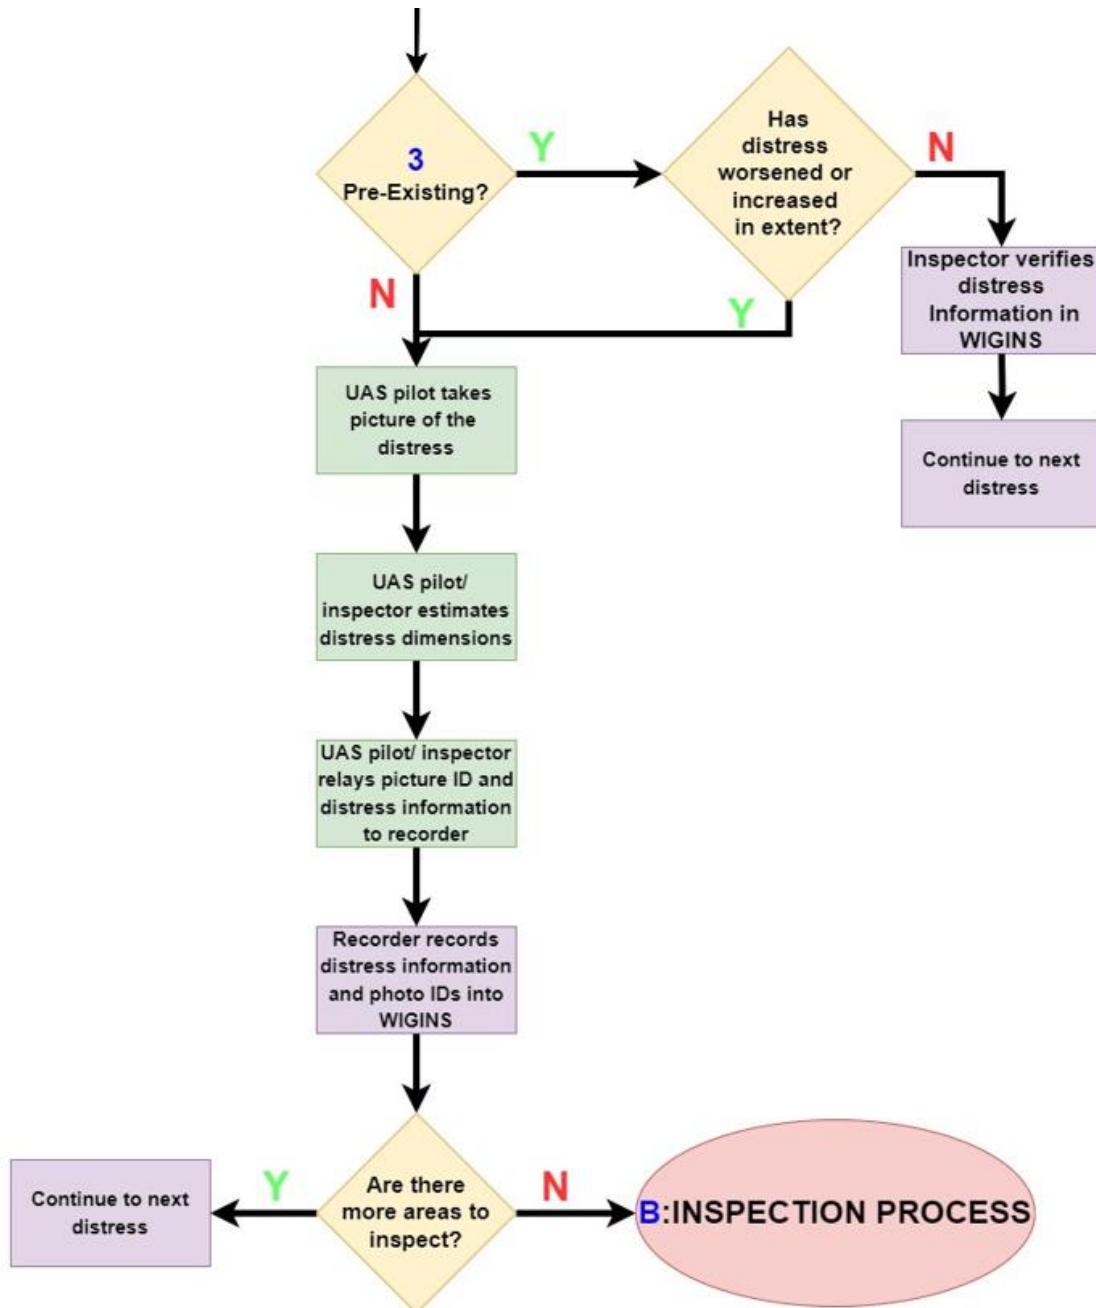 3
Pre-Existing?
Y
Has
distress
worsened or
increased
in extent?
N
Inspector verifies
distress
Information in
WIGINS
Continue to next
distress
N
Y
UAS pilot takes
picture of the
distress
UAS pilot/
inspector estimates
distress dimensions
UAS pilot/ inspector
relays picture ID and
distress information
to recorder
Recorder records
distress information
and photo IDs into
WIGINS
Are there
more areas to
inspect?
Y
Continue to next
distress
N
B:INSPECTION PROCESS